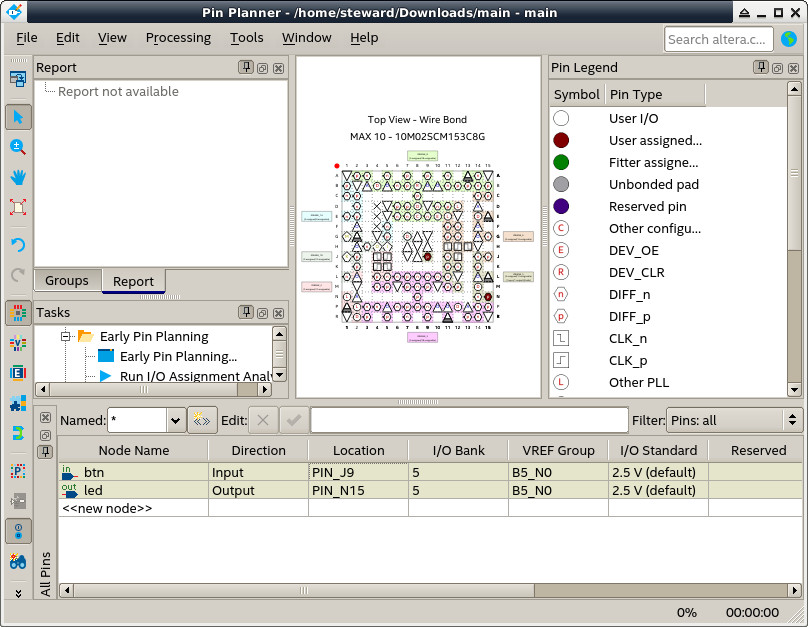 Pin Planner - /home/steward/Downloads/main - main
File Edit View Processing Tools Window Help
Search altera.c...
Report
Report not available
Groups Report
Tasks
Early Pin Planning
Early Pin Planning...
Run I/O Assignment Anal
Top View - Wire Bond
MAX 10 - 10M02SCM153C8G
Pin Legend
Symbol Pin Type
User I/O
User assigned...
Fitter assigne...
Unbonded pad
Reserved pin
C Other configu...
E DEV_OE
R DEV_CLR
n DIFF_n
p DIFF_p
CLK_n
CLK_p
L Other PLL
Named: * Edit: Filter: Pins: all
Node Name Direction Location I/O Bank VREF Group I/O Standard Reserved
in btn Input PIN_J9 5 B5_N0 2.5 V (default)
out led Output PIN_N15 5 B5_N0 2.5 V (default)
<<new node>>
All Pins
0% 00:00:00